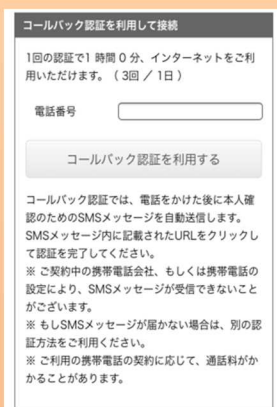 コールバック認証を利用して接続
1回の認証で1 時間 0 分、インターネットをご利
用いただけます。（ 3回 ／ 1日 ）
電話番号
コールバック認証を利用する
コールバック認証では、電話をかけた後に本人確
認のためのSMSメッセージを自動送信します。
SMSメッセージ内に記載されたURLをクリックし
て認証を完了してください。
※ ご契約中の携帯電話会社、もしくは携帯電話の
設定により、SMSメッセージが受信できないこと
がございます。
※ もしSMSメッセージが届かない場合は、別の認
証方法をご利用ください。
※ ご利用の携帯電話の契約に応じて、通話料がか
かることがあります。